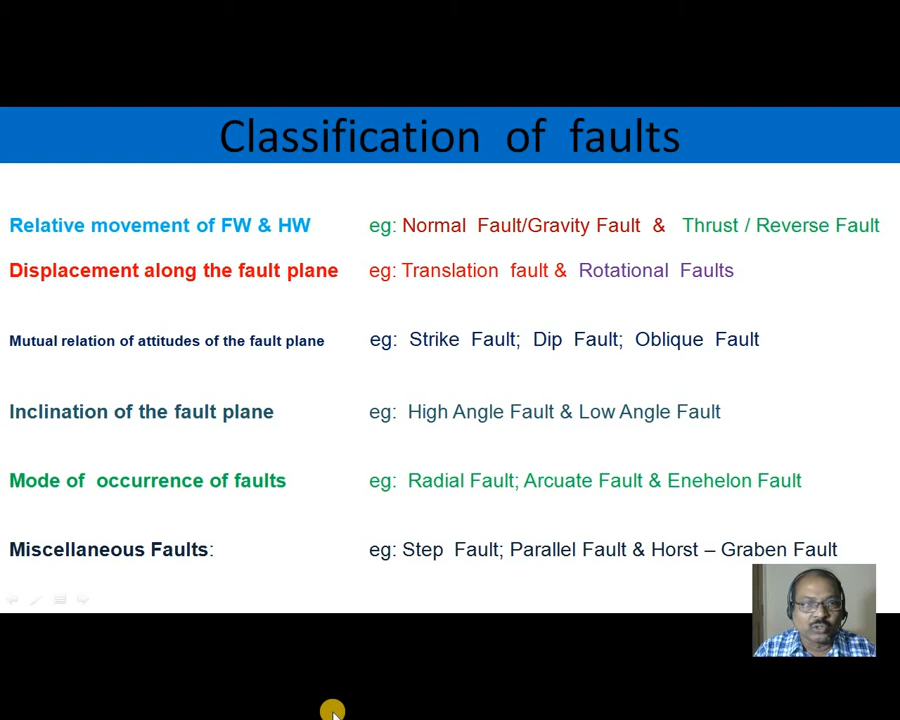 Classification of faults
Relative movement of FW & HW eg: Normal Fault/Gravity Fault & Thrust / Reverse Fault
Displacement along the fault plane eg: Translation fault & Rotational Faults
Mutual relation of attitudes of the fault plane eg: Strike Fault; Dip Fault; Oblique Fault
Inclination of the fault plane eg: High Angle Fault & Low Angle Fault
Mode of occurrence of faults eg: Radial Fault; Arcuate Fault & Enehelon Fault
Miscellaneous Faults: eg: Step Fault; Parallel Fault & Horst – Graben Fault